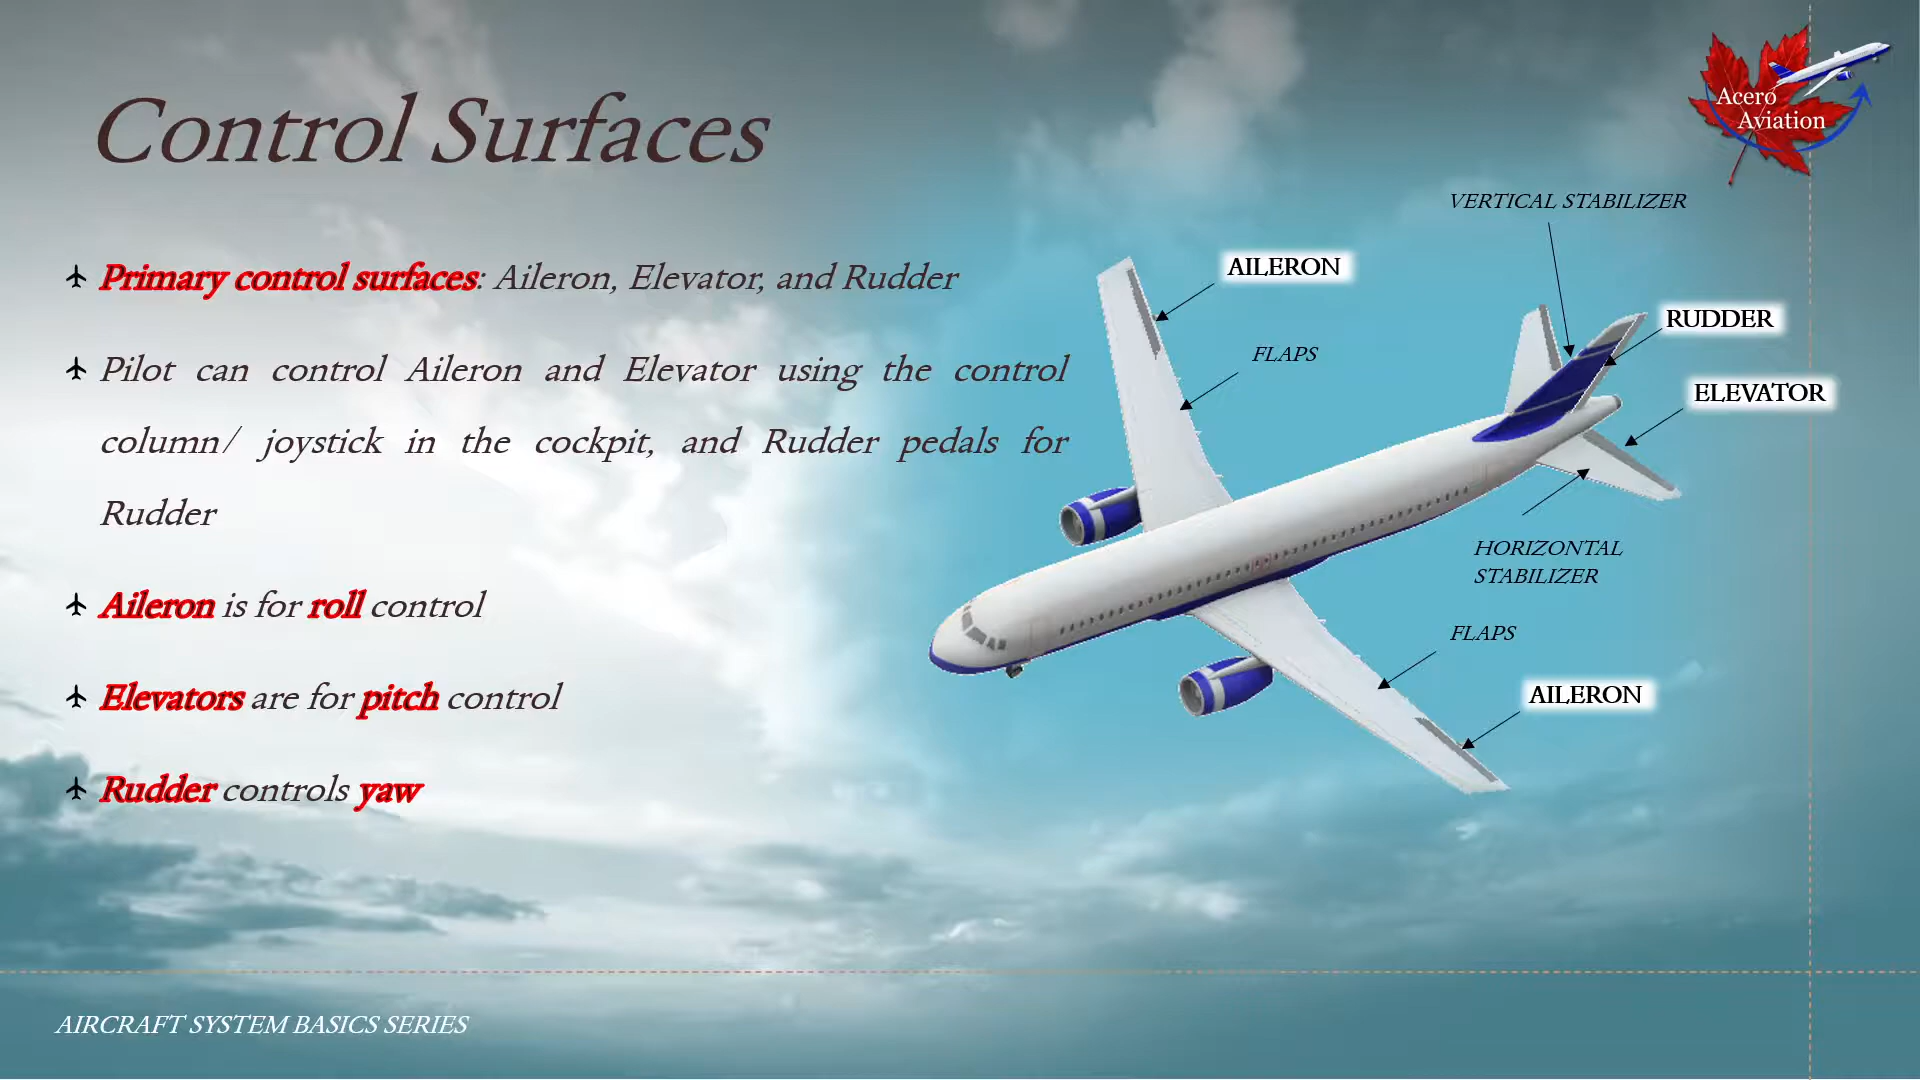 Control Surfaces
Acero
Aviation
Primary control surfaces: Aileron, Elevator, and Rudder
Pilot can control Aileron and Elevator using the control
column/ joystick in the cockpit, and Rudder pedals for
Rudder
Aileron is for roll control
Elevators are for pitch control
Rudder controls yaw
VERTICAL STABILIZER
AILERON
RUDDER
FLAPS
ELEVATOR
HORIZONTAL
STABILIZER
FLAPS
AILERON
AIRCRAFT SYSTEM BASICS SERIES